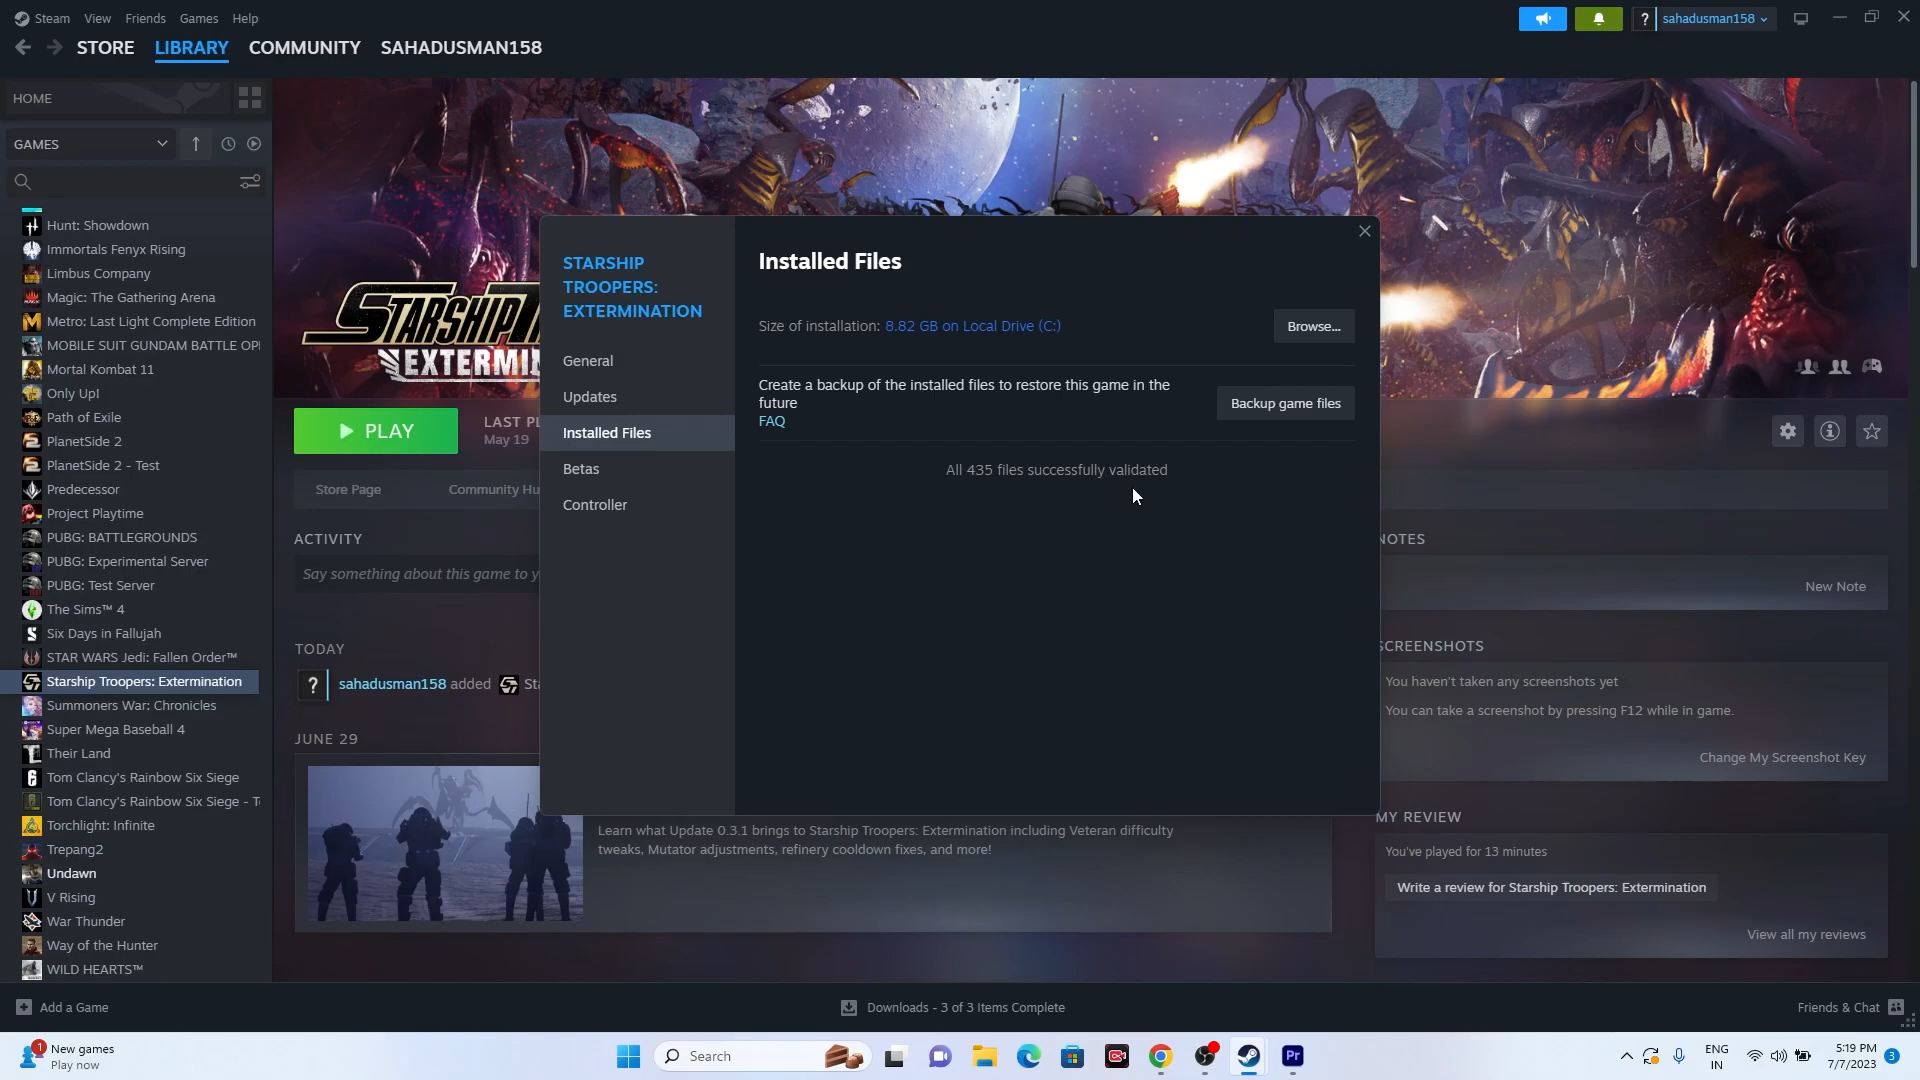 Steam View Friends Games Help
sahadusman158
STORE LIBRARY COMMUNITY SAHADUSMAN158
HOME
GAMES
Hunt: Showdown
Immortals Fenyx Rising
Limbus Company
Magic: The Gathering Arena
Metro: Last Light Complete Edition
MOBILE SUIT GUNDAM BATTLE OPI
Mortal Kombat 11
Only Up!
Path of Exile
PlanetSide 2
PlanetSide 2 - Test
Predecessor
Project Playtime
PUBG: BATTLEGROUNDS
PUBG: Experimental Server
PUBG: Test Server
The Sims™ 4
Six Days in Fallujah
STAR WARS Jedi: Fallen Order™
Starship Troopers: Extermination
Summoners War: Chronicles
Super Mega Baseball 4
Their Land
Tom Clancy's Rainbow Six Siege
Tom Clancy's Rainbow Six Siege - T
Torchlight: Infinite
Trepang2
Undawn
V Rising
War Thunder
Way of the Hunter
WILD HEARTS™
STARSHIP T
EXTERMIN
PLAY
LAST PL
May 19
Store Page Community Hu
ACTIVITY
Say something about this game to y
TODAY
? sahadusman158 added Sta
JUNE 29
Learn what Update 0.3.1 brings to Starship Troopers: Extermination including Veteran difficulty
tweaks, Mutator adjustments, refinery cooldown fixes, and more!
STARSHIP
TROOPERS:
EXTERMINATION
General
Updates
Installed Files
Betas
Controller
Installed Files
Size of installation: 8.82 GB on Local Drive (C:)
Browse...
Create a backup of the installed files to restore this game in the
future
FAQ
Backup game files
All 435 files successfully validated
NOTES
New Note
SCREENSHOTS
You haven't taken any screenshots yet
You can take a screenshot by pressing F12 while in game.
Change My Screenshot Key
MY REVIEW
You've played for 13 minutes
Write a review for Starship Troopers: Extermination
View all my reviews
Add a Game
Downloads - 3 of 3 Items Complete
Friends & Chat
1
New games
Play now
Search
Pr
ENG
IN
5:19 PM
7/7/2023
3